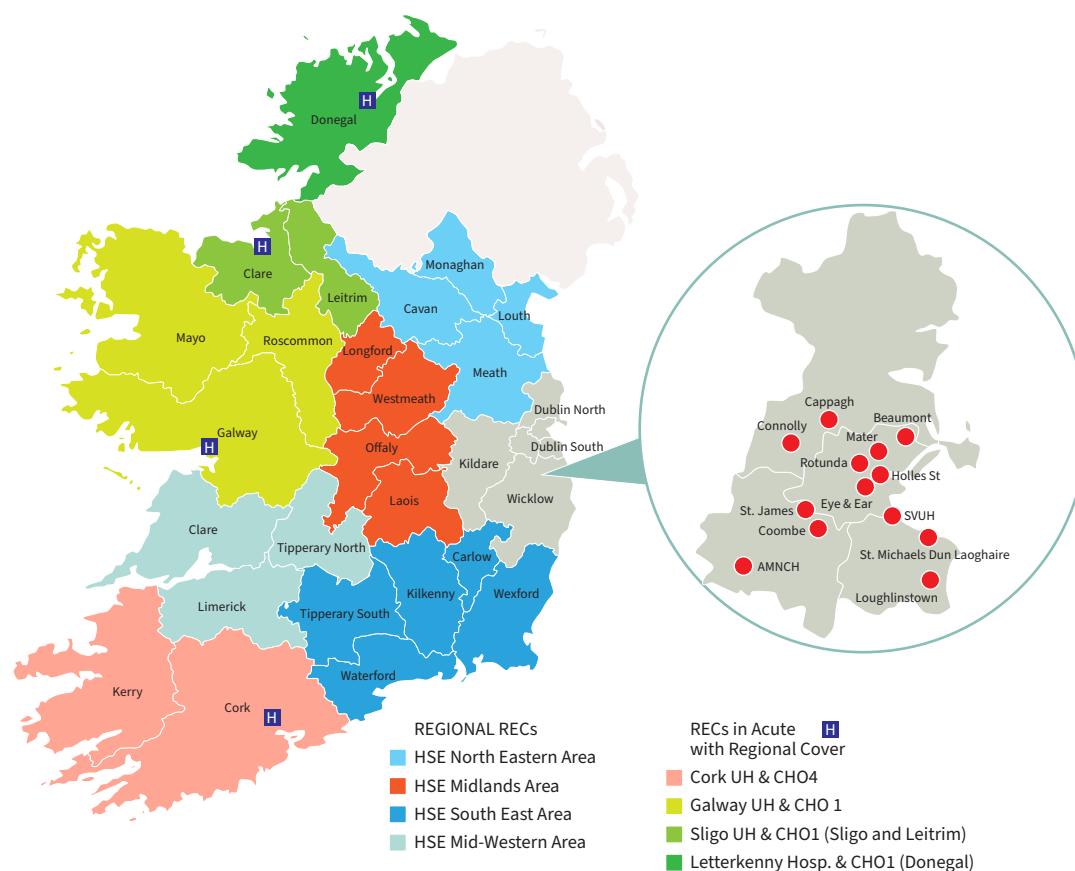 H
Donegal
H
Clare
Monaghan
Cavan
Louth
Leitrim
Mayo
Roscommon
Longford
Meath
Westmeath
Dublin North
Galway
H
Offaly
Dublin South
Kildare
Laois
Wicklow
Clare
Tipperary North
Carlow
Limerick
Tipperary South
Kilkenny
Wexford
Waterford
Kerry
Cork
H
Cappagh
Connolly
Beaumont
Mater
Rotunda
Holles St
Eye & Ear
St. James
SVUH
Coombe
St. Michaels Dun Laoghaire
AMNCH
Loughlinstown
REGIONAL RECs
HSE North Eastern Area
HSE Midlands Area
HSE South East Area
HSE Mid-Western Area
RECs in Acute H
with Regional Cover
Cork UH & CHO4
Galway UH & CHO 1
Sligo UH & CHO1 (Sligo and Leitrim)
Letterkenny Hosp. & CHO1 (Donegal)